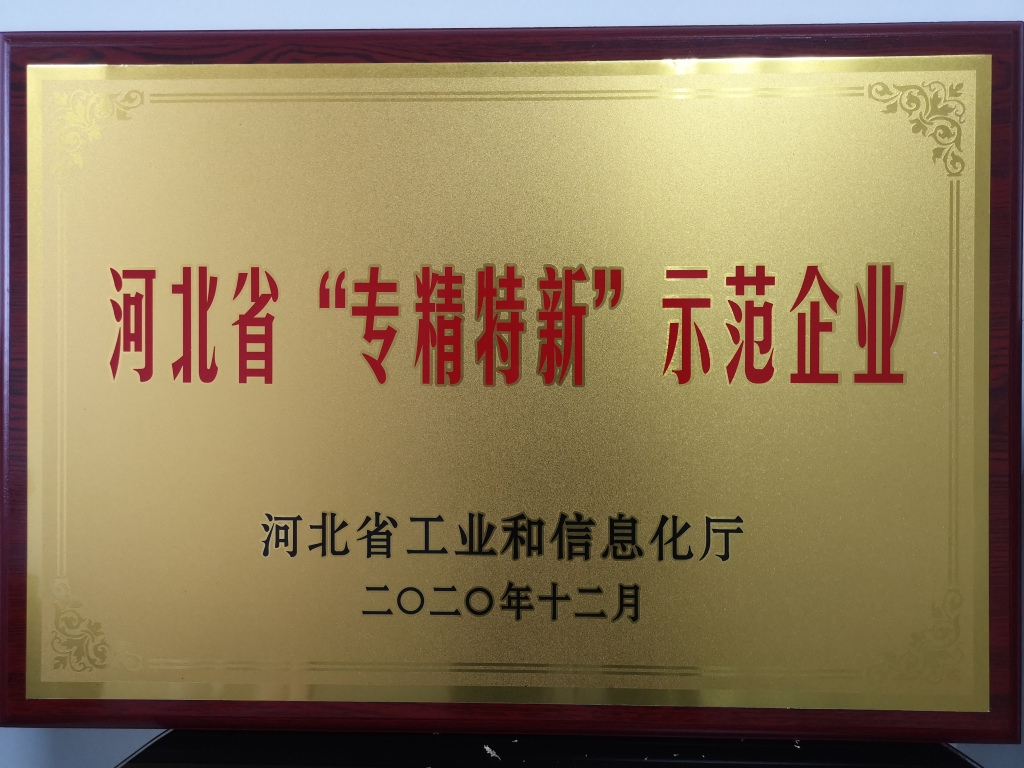 河北省“专精特新”示范企业
河北省工业和信息化厅
二〇二〇年十二月